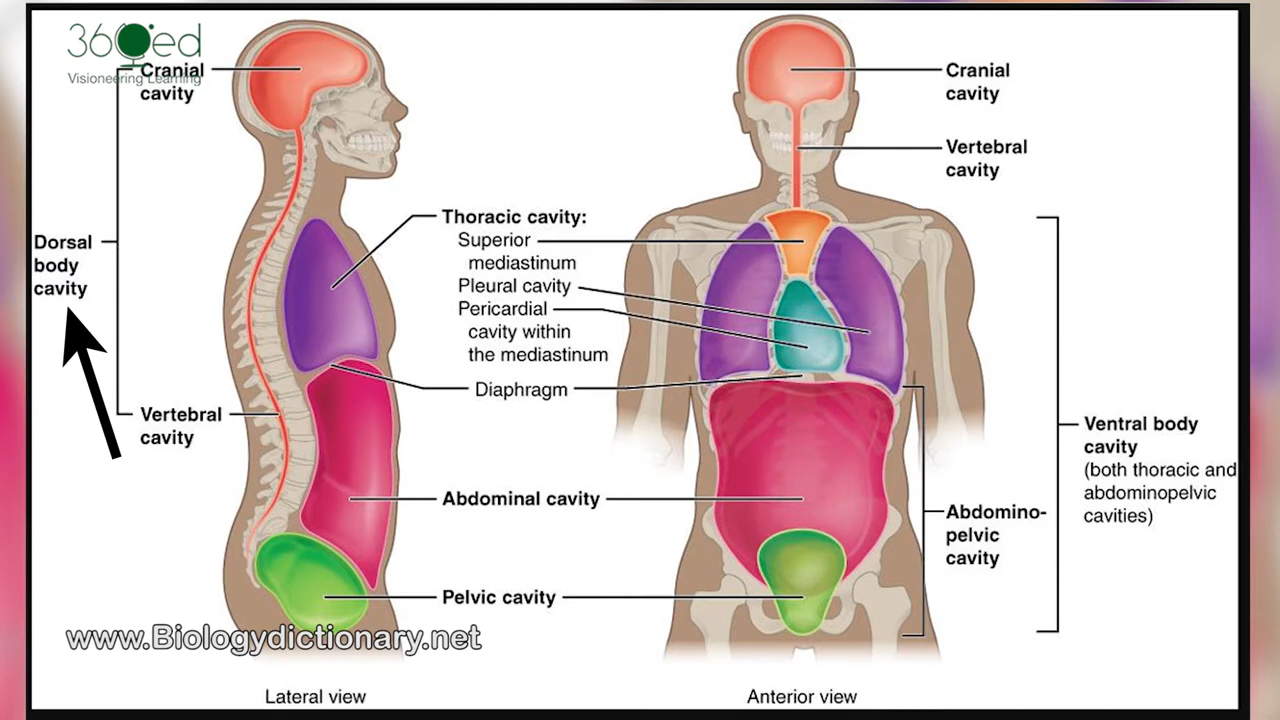 360ed
Visioneering Learning
Cranial
cavity
Dorsal
body
cavity
Vertebral
cavity
Thoracic cavity:
Superior
mediastinum
Pleural cavity
Pericardial
cavity within
the mediastinum
Diaphragm
Abdominal cavity
Pelvic cavity
Cranial
cavity
Vertebral
cavity
Ventral body
cavity
(both thoracic and
abdominopelvic
cavities)
Abdomino-
pelvic
cavity
www.Biologydictionary.net
Lateral view
Anterior view